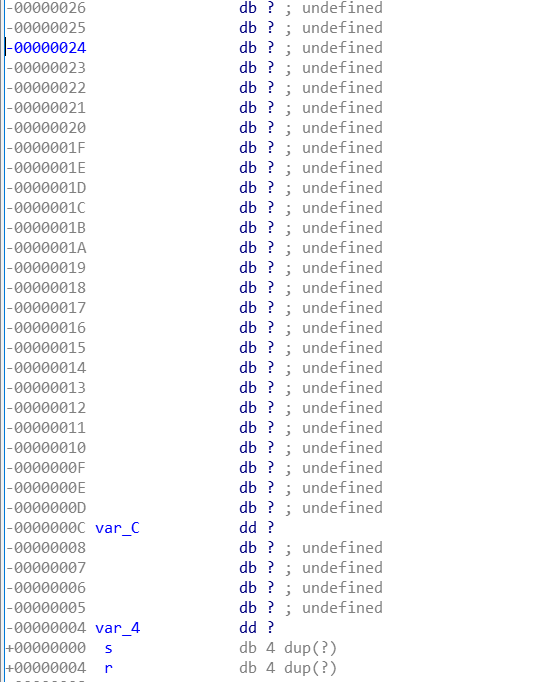 -00000026 db ? ; undefined
-00000025 db ? ; undefined
-00000024 db ? ; undefined
-00000023 db ? ; undefined
-00000022 db ? ; undefined
-00000021 db ? ; undefined
-00000020 db ? ; undefined
-0000001F db ? ; undefined
-0000001E db ? ; undefined
-0000001D db ? ; undefined
-0000001C db ? ; undefined
-0000001B db ? ; undefined
-0000001A db ? ; undefined
-00000019 db ? ; undefined
-00000018 db ? ; undefined
-00000017 db ? ; undefined
-00000016 db ? ; undefined
-00000015 db ? ; undefined
-00000014 db ? ; undefined
-00000013 db ? ; undefined
-00000012 db ? ; undefined
-00000011 db ? ; undefined
-00000010 db ? ; undefined
-0000000F db ? ; undefined
-0000000E db ? ; undefined
-0000000D db ? ; undefined
-0000000C var_C dd ?
-00000008 db ? ; undefined
-00000007 db ? ; undefined
-00000006 db ? ; undefined
-00000005 db ? ; undefined
-00000004 var_4 dd ?
+00000000 s db 4 dup(?)
+00000004 r db 4 dup(?)